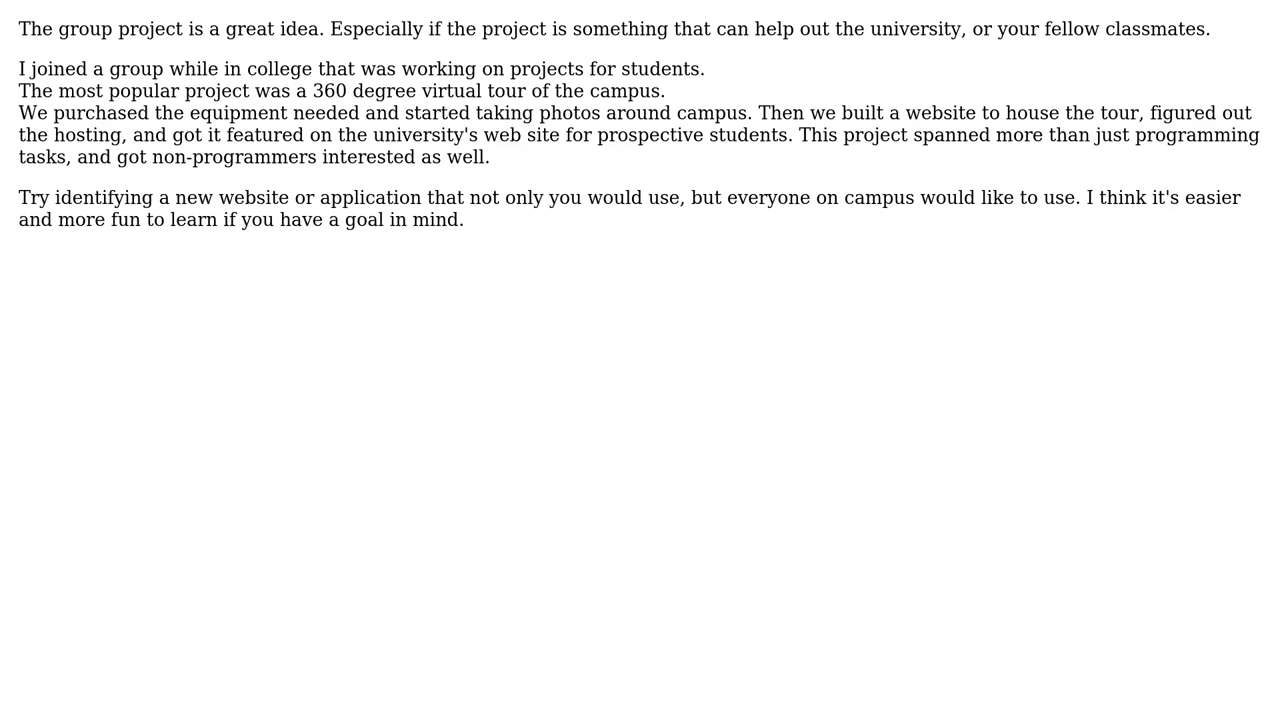 The group project is a great idea. Especially if the project is something that can help out the university, or your fellow classmates.
I joined a group while in college that was working on projects for students.
The most popular project was a 360 degree virtual tour of the campus.
We purchased the equipment needed and started taking photos around campus. Then we built a website to house the tour, figured out
the hosting, and got it featured on the university's web site for prospective students. This project spanned more than just programming
tasks, and got non-programmers interested as well.
Try identifying a new website or application that not only you would use, but everyone on campus would like to use. I think it's easier
and more fun to learn if you have a goal in mind.